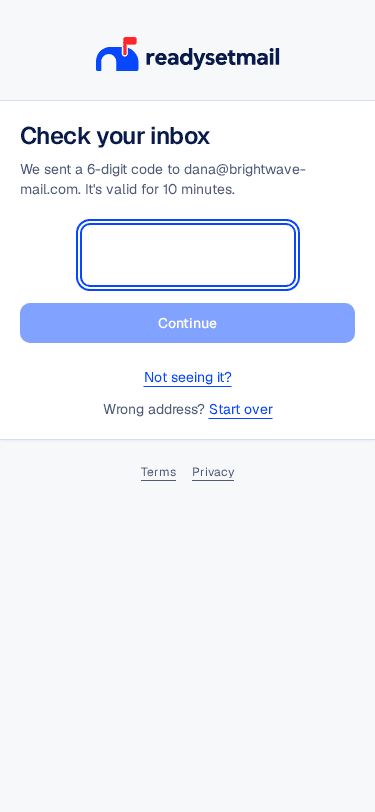 readysetmail
Check your inbox
We sent a 6-digit code to dana@brightwave-
mail.com. It's valid for 10 minutes.
Continue
Not seeing it?
Wrong address? Start over
Terms Privacy